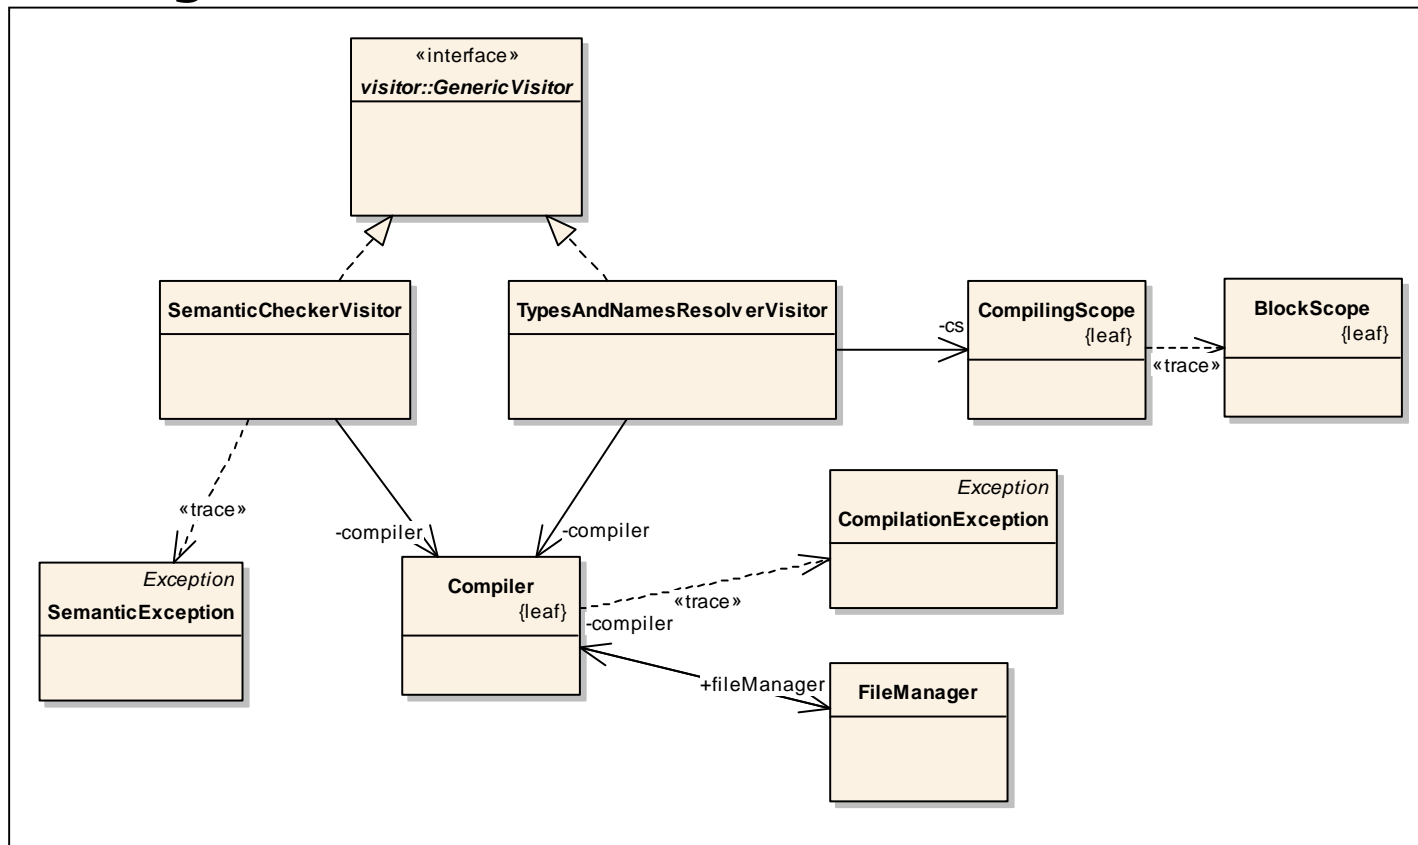 «interface»
visitor::GenericVisitor
SemanticCheckerVisitor
TypesAndNamesResolverVisitor
CompilingScope
{leaf}
BlockScope
{leaf}
-cs
«trace»
«trace»
-compiler
-compiler
Exception
CompilationException
Exception
SemanticException
Compiler
{leaf}
«trace»
-compiler
+fileManager
FileManager